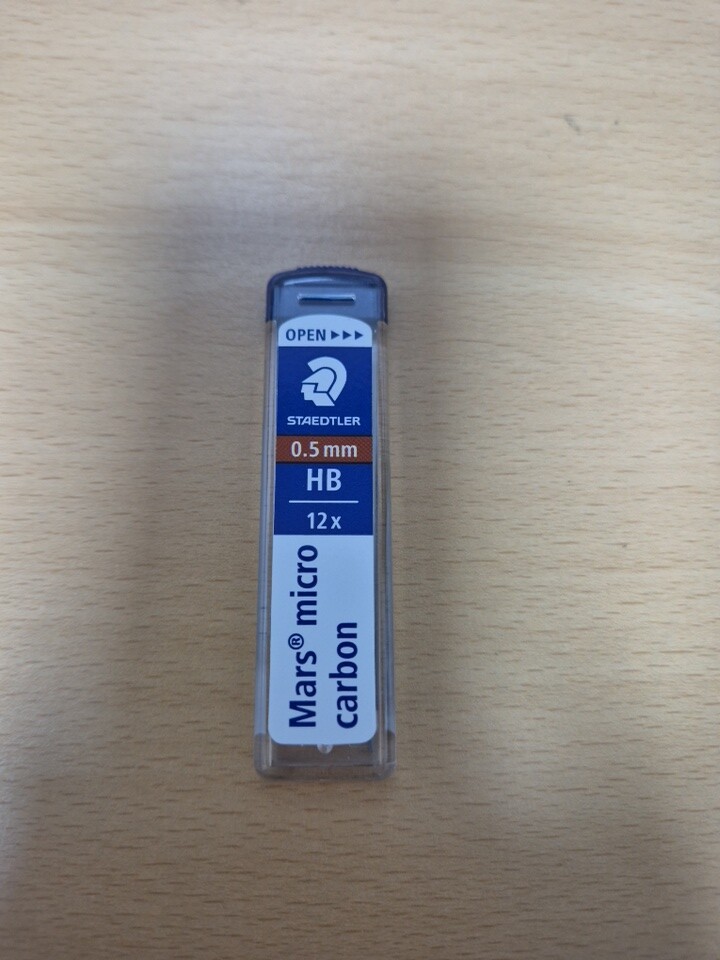 OPEN ►►►
STAEDTLER
0.5 mm
HB
12 x
Mars® micro
carbon